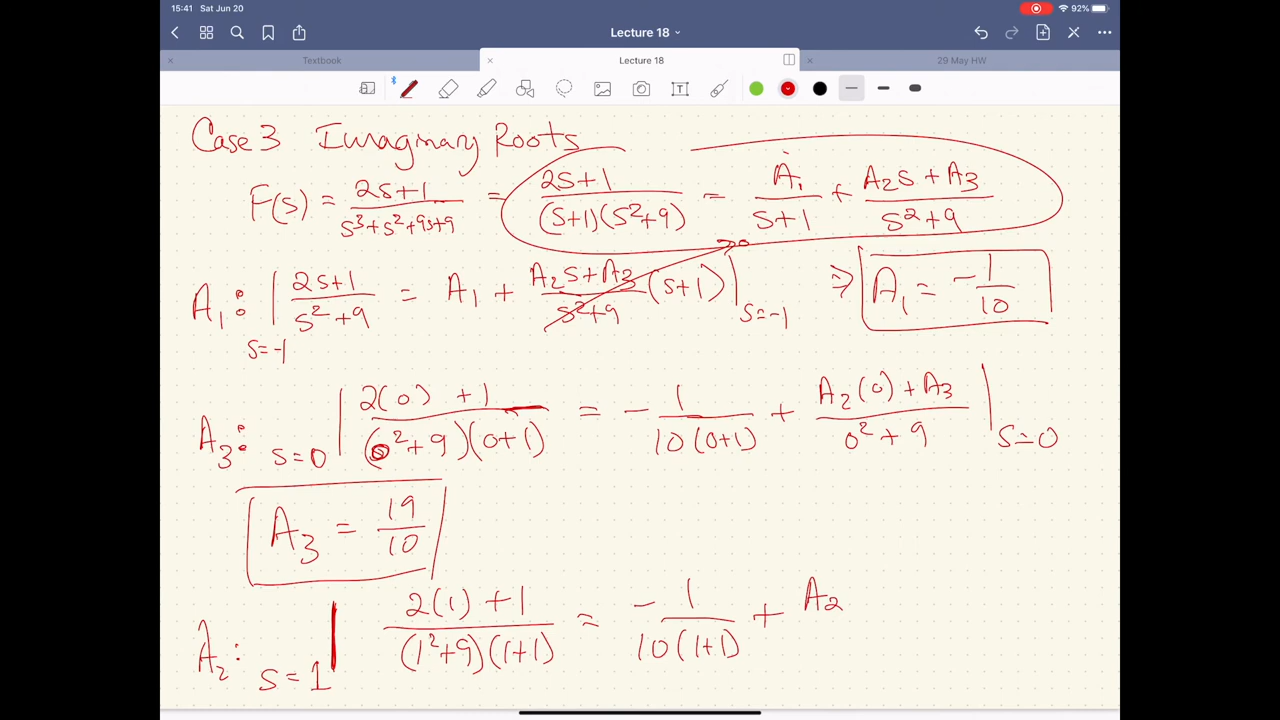 15:41 Sat Jun 20 92%
Lecture 18
Textbook Lecture 18 29 May HW
Case 3 Imaginary Roots
F(s) = (2s+1)/(s³+s²+9s+9) = (2s+1)/((s+1)(s²+9)) = A₁/(s+1) + (A₂s + A₃)/(s²+9)
A₁: | (2s+1)/(s²+9) = A₁ + (A₂s+A₃)/(s²+9) (s+1) | s=-1 → 0 ⇒ A₁ = -1/10
s=-1
A₃: s=0 | (2(0) + 1)/((0²+9)(0+1)) = -1/(10(0+1)) + (A₂(0) + A₃)/(0²+9) | s=0
A₃ = 19/10
A₂: s=1 | (2(1) + 1)/((1²+9)(1+1)) = -1/(10(1+1)) + A₂